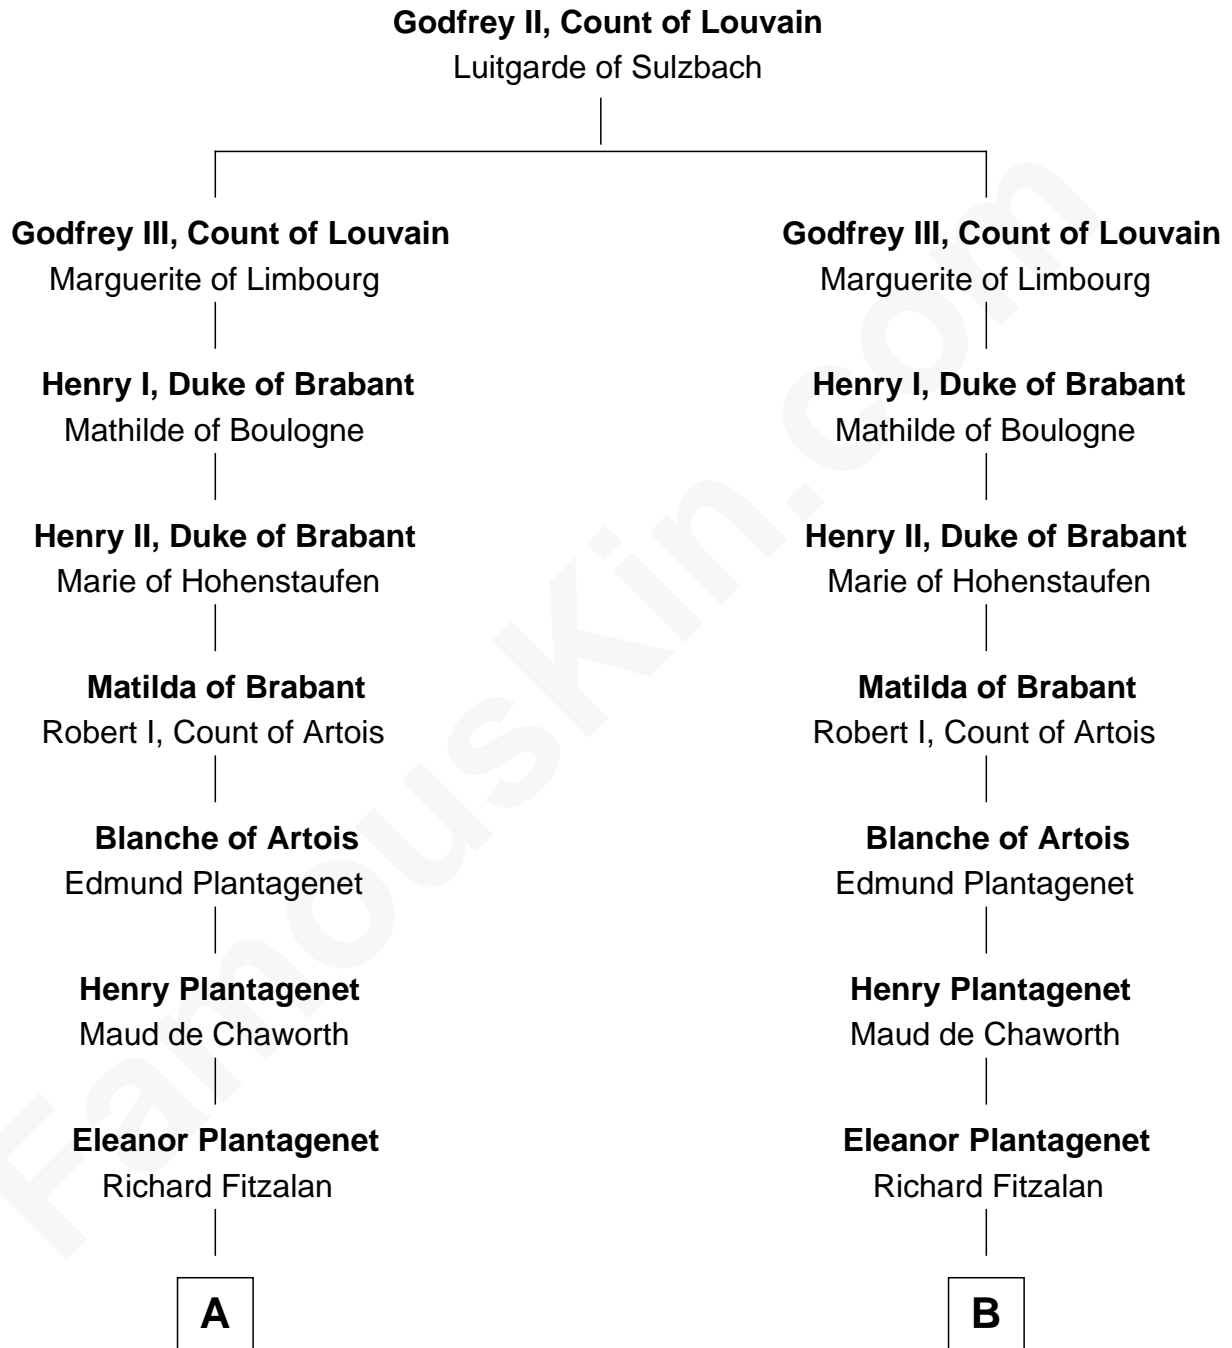 Godfrey II, Count of Louvain
Luitgarde of Sulzbach
Godfrey III, Count of Louvain
Marguerite of Limbourg
Henry I, Duke of Brabant
Mathilde of Boulogne
Henry II, Duke of Brabant
Marie of Hohenstaufen
Matilda of Brabant
Robert I, Count of Artois
Blanche of Artois
Edmund Plantagenet
Henry Plantagenet
Maud de Chaworth
Eleanor Plantagenet
Richard Fitzalan
A
Godfrey III, Count of Louvain
Marguerite of Limbourg
Henry I, Duke of Brabant
Mathilde of Boulogne
Henry II, Duke of Brabant
Marie of Hohenstaufen
Matilda of Brabant
Robert I, Count of Artois
Blanche of Artois
Edmund Plantagenet
Henry Plantagenet
Maud de Chaworth
Eleanor Plantagenet
Richard Fitzalan
B
FamousKin.com